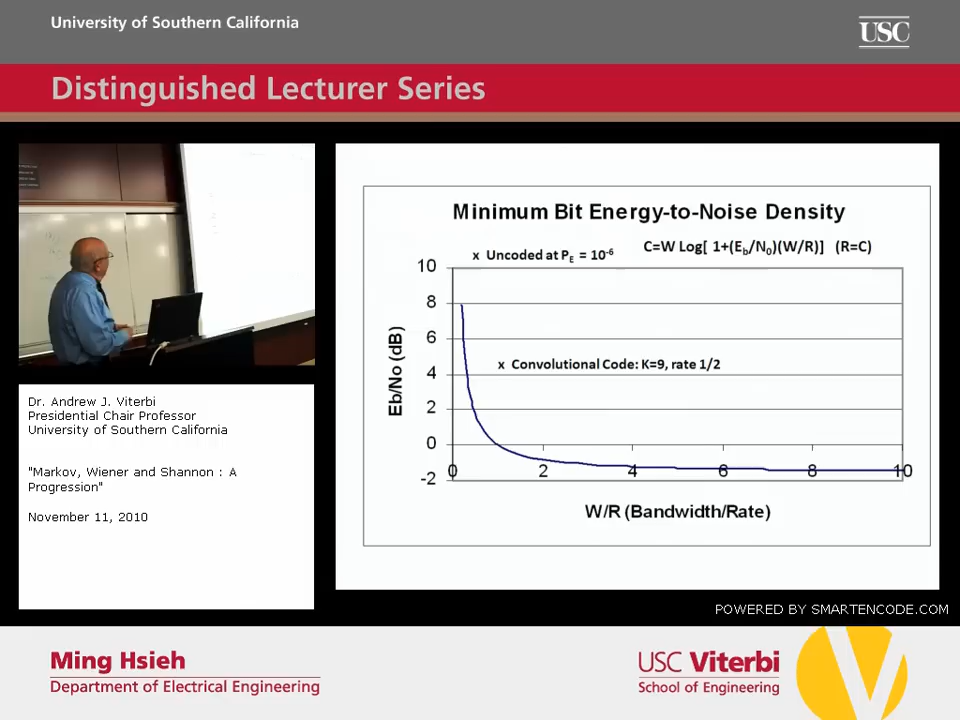 University of Southern California
USC
Distinguished Lecturer Series
Minimum Bit Energy-to-Noise Density
x Uncoded at PE = 10-6
C=W Log[ 1+(Eb/N0)(W/R)] (R=C)
10
8
6
4
2
0
-2
Eb/No (dB)
x Convolutional Code: K=9, rate 1/2
0 2 4 6 8 10
W/R (Bandwidth/Rate)
Dr. Andrew J. Viterbi
Presidential Chair Professor
University of Southern California
"Markov, Wiener and Shannon : A
Progression"
November 11, 2010
POWERED BY SMARTENCODE.COM
Ming Hsieh
Department of Electrical Engineering
USC Viterbi
School of Engineering